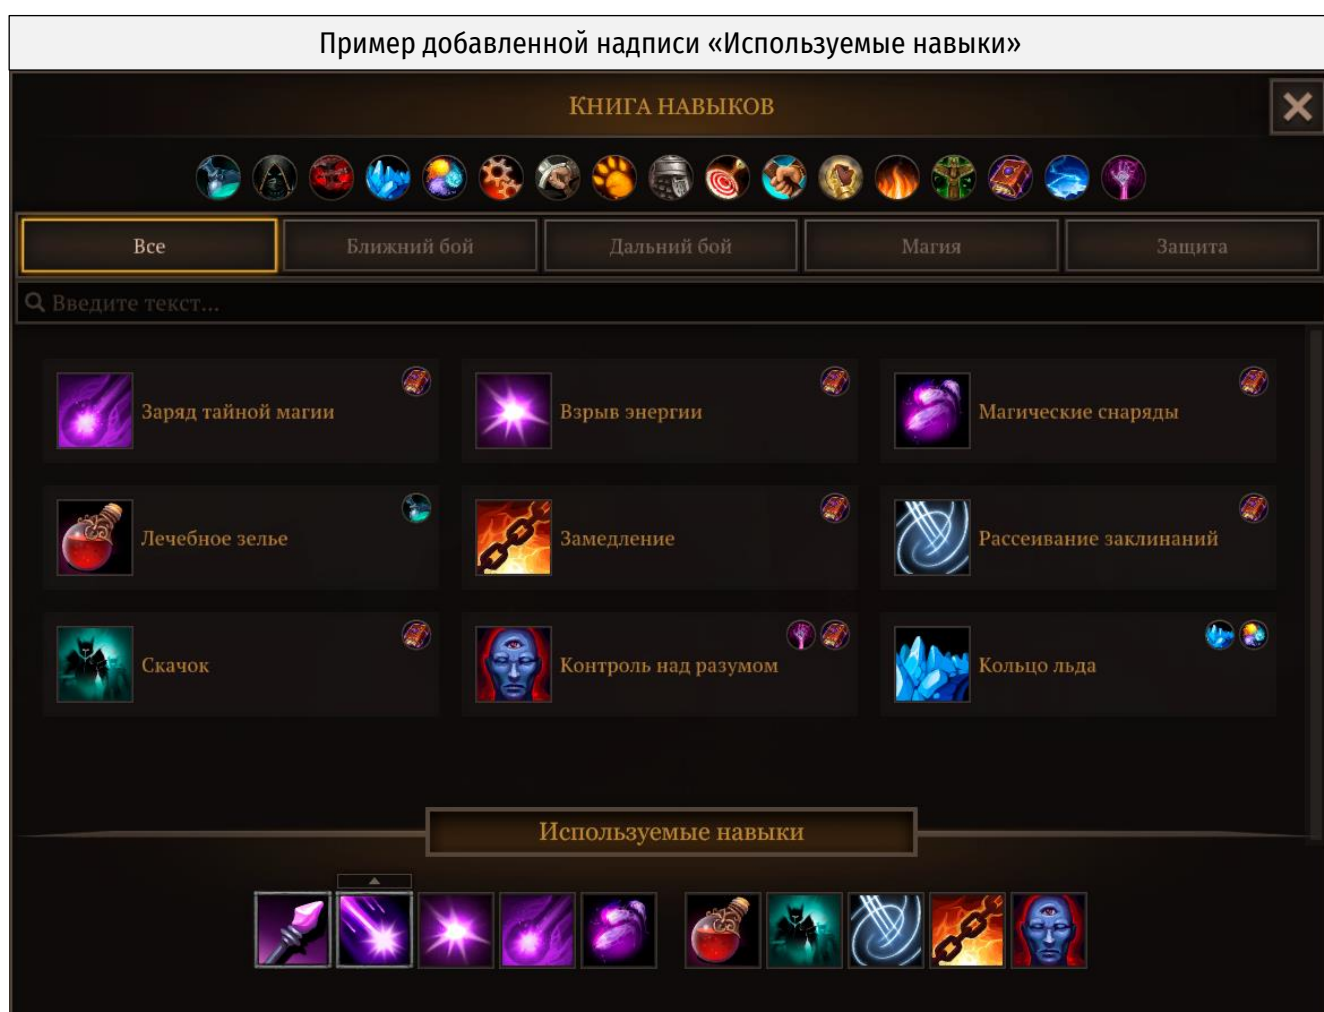 Пример добавленной надписи «Используемые навыки»
Книга навыков
Все
Ближний бой
Дальний бой
Магия
Защита
Введите текст...
Заряд тайной магии
Взрыв энергии
Магические снаряды
Лечебное зелье
Замедление
Рассеивание заклинаний
Скачок
Контроль над разумом
Кольцо льда
Используемые навыки